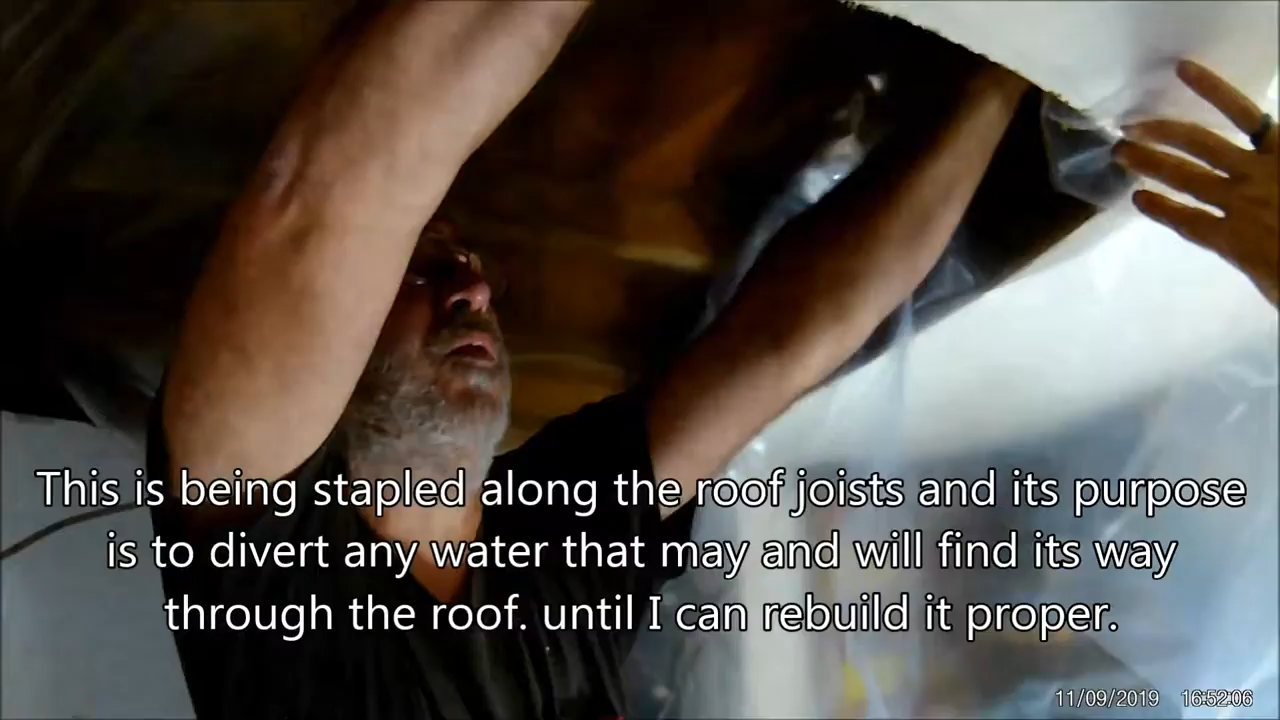 This is being stapled along the roof joists and its purpose
is to divert any water that may and will find its way
through the roof. until I can rebuild it proper.
11/09/2019 16:52:06